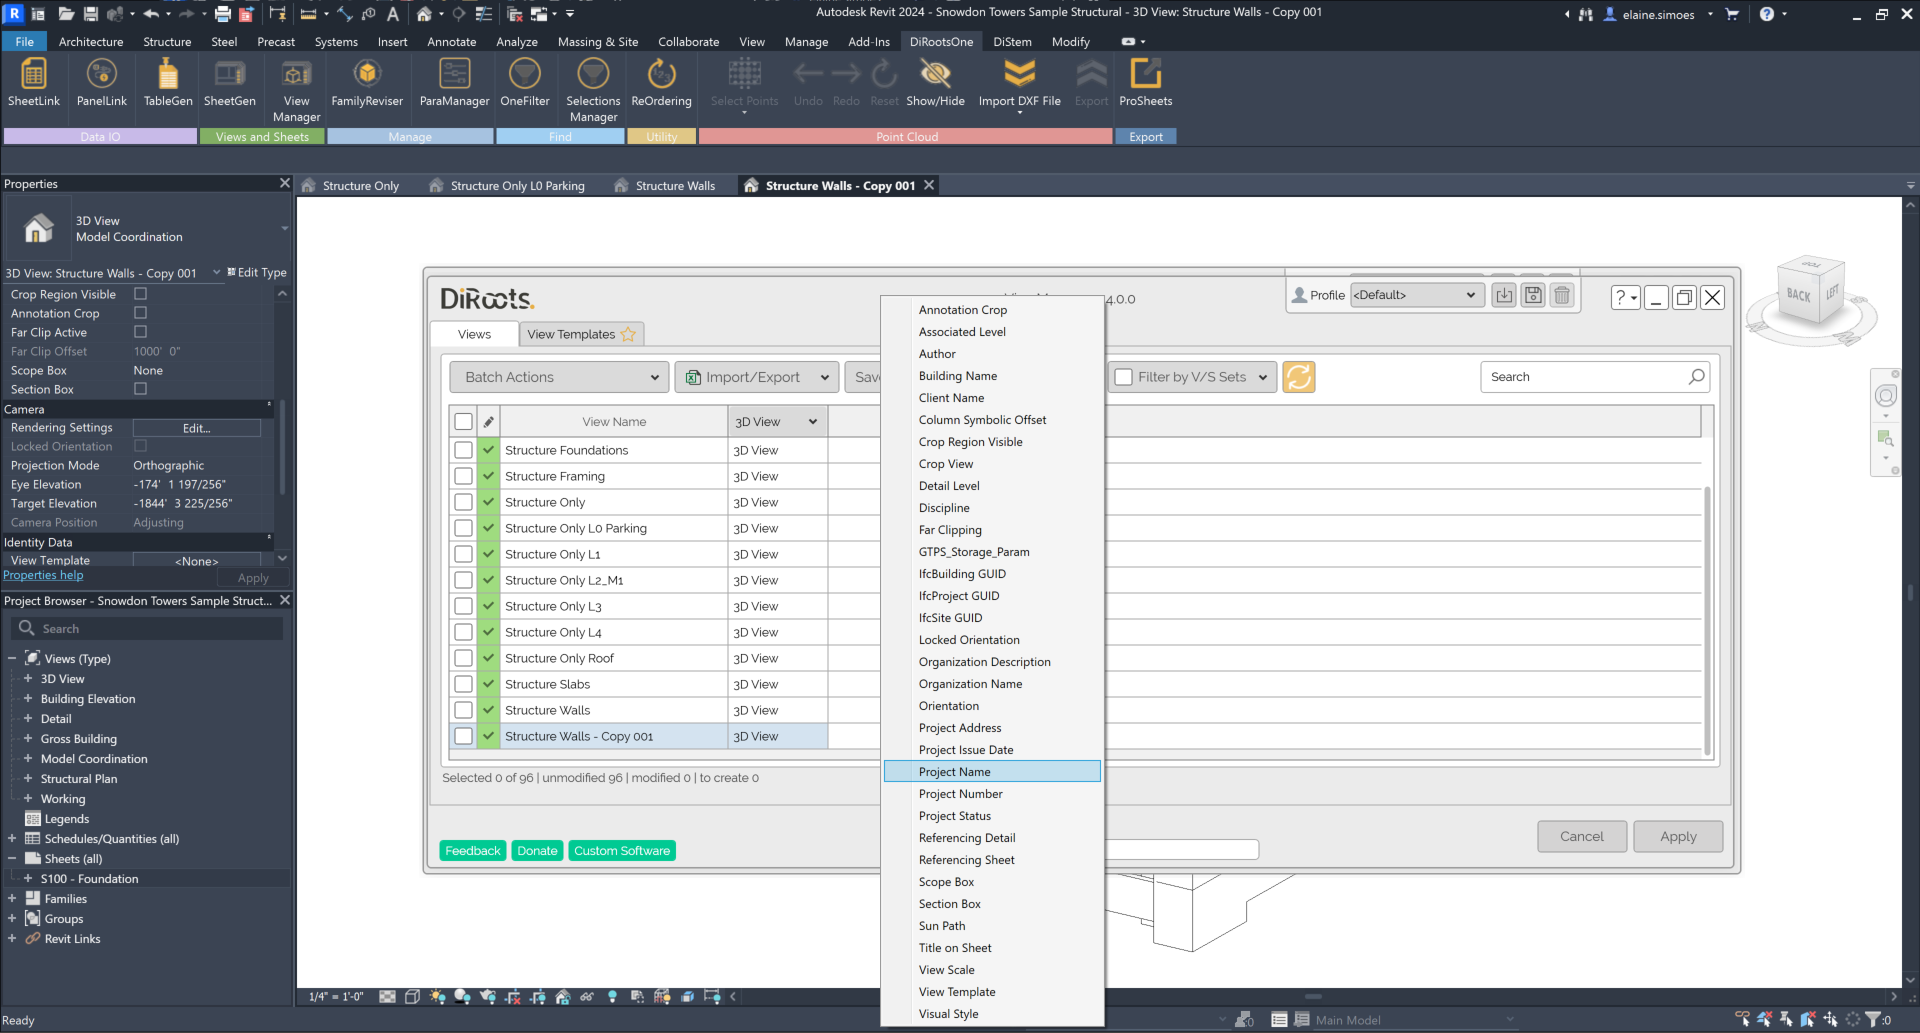 Autodesk Revit 2024 - Snowdon Towers Sample Structural - 3D View: Structure Walls - Copy 001
elaine.simoes
File Architecture Structure Steel Precast Systems Insert Annotate Analyze Massing & Site Collaborate View Manage Add-Ins DiRootsOne DiStem Modify
SheetLink PanelLink TableGen SheetGen View Manager FamilyReviser ParaManager OneFilter Selections Manager ReOrdering Select Points Undo Redo Reset Show/Hide Import DXF File Export ProSheets
Data IO Views and Sheets Manage Find Utility Point Cloud Export
Properties
Structure Only Structure Only L0 Parking Structure Walls Structure Walls - Copy 001
3D View
Model Coordination
3D View: Structure Walls - Copy 001 Edit Type
Crop Region Visible
Annotation Crop
Far Clip Active
Far Clip Offset 1000' 0"
Scope Box None
Section Box
Camera
Rendering Settings Edit...
Locked Orientation
Projection Mode Orthographic
Eye Elevation -174' 1 197/256"
Target Elevation -1844' 3 225/256"
Camera Position Adjusting
Identity Data
View Template <None>
Properties help Apply
Project Browser - Snowdon Towers Sample Struct...
Search
Views (Type)
3D View
Building Elevation
Detail
Gross Building
Model Coordination
Structural Plan
Working
Legends
Schedules/Quantities (all)
Sheets (all)
S100 - Foundation
Families
Groups
Revit Links
DiRoots.
4.0.0
Profile <Default>
?
Views View Templates
Batch Actions Import/Export Sav Filter by V/S Sets Search
View Name 3D View
Structure Foundations 3D View
Structure Framing 3D View
Structure Only 3D View
Structure Only L0 Parking 3D View
Structure Only L1 3D View
Structure Only L2_M1 3D View
Structure Only L3 3D View
Structure Only L4 3D View
Structure Only Roof 3D View
Structure Slabs 3D View
Structure Walls 3D View
Structure Walls - Copy 001 3D View
Selected 0 of 96 | unmodified 96 | modified 0 | to create 0
Feedback Donate Custom Software
Cancel Apply
Annotation Crop
Associated Level
Author
Building Name
Client Name
Column Symbolic Offset
Crop Region Visible
Crop View
Detail Level
Discipline
Far Clipping
GTPS_Storage_Param
IfcBuilding GUID
IfcProject GUID
IfcSite GUID
Locked Orientation
Organization Description
Organization Name
Orientation
Project Address
Project Issue Date
Project Name
Project Number
Project Status
Referencing Detail
Referencing Sheet
Scope Box
Section Box
Sun Path
Title on Sheet
View Scale
View Template
Visual Style
TOP
BACK LEFT
1/4" = 1'-0"
Ready
:0 Main Model :0